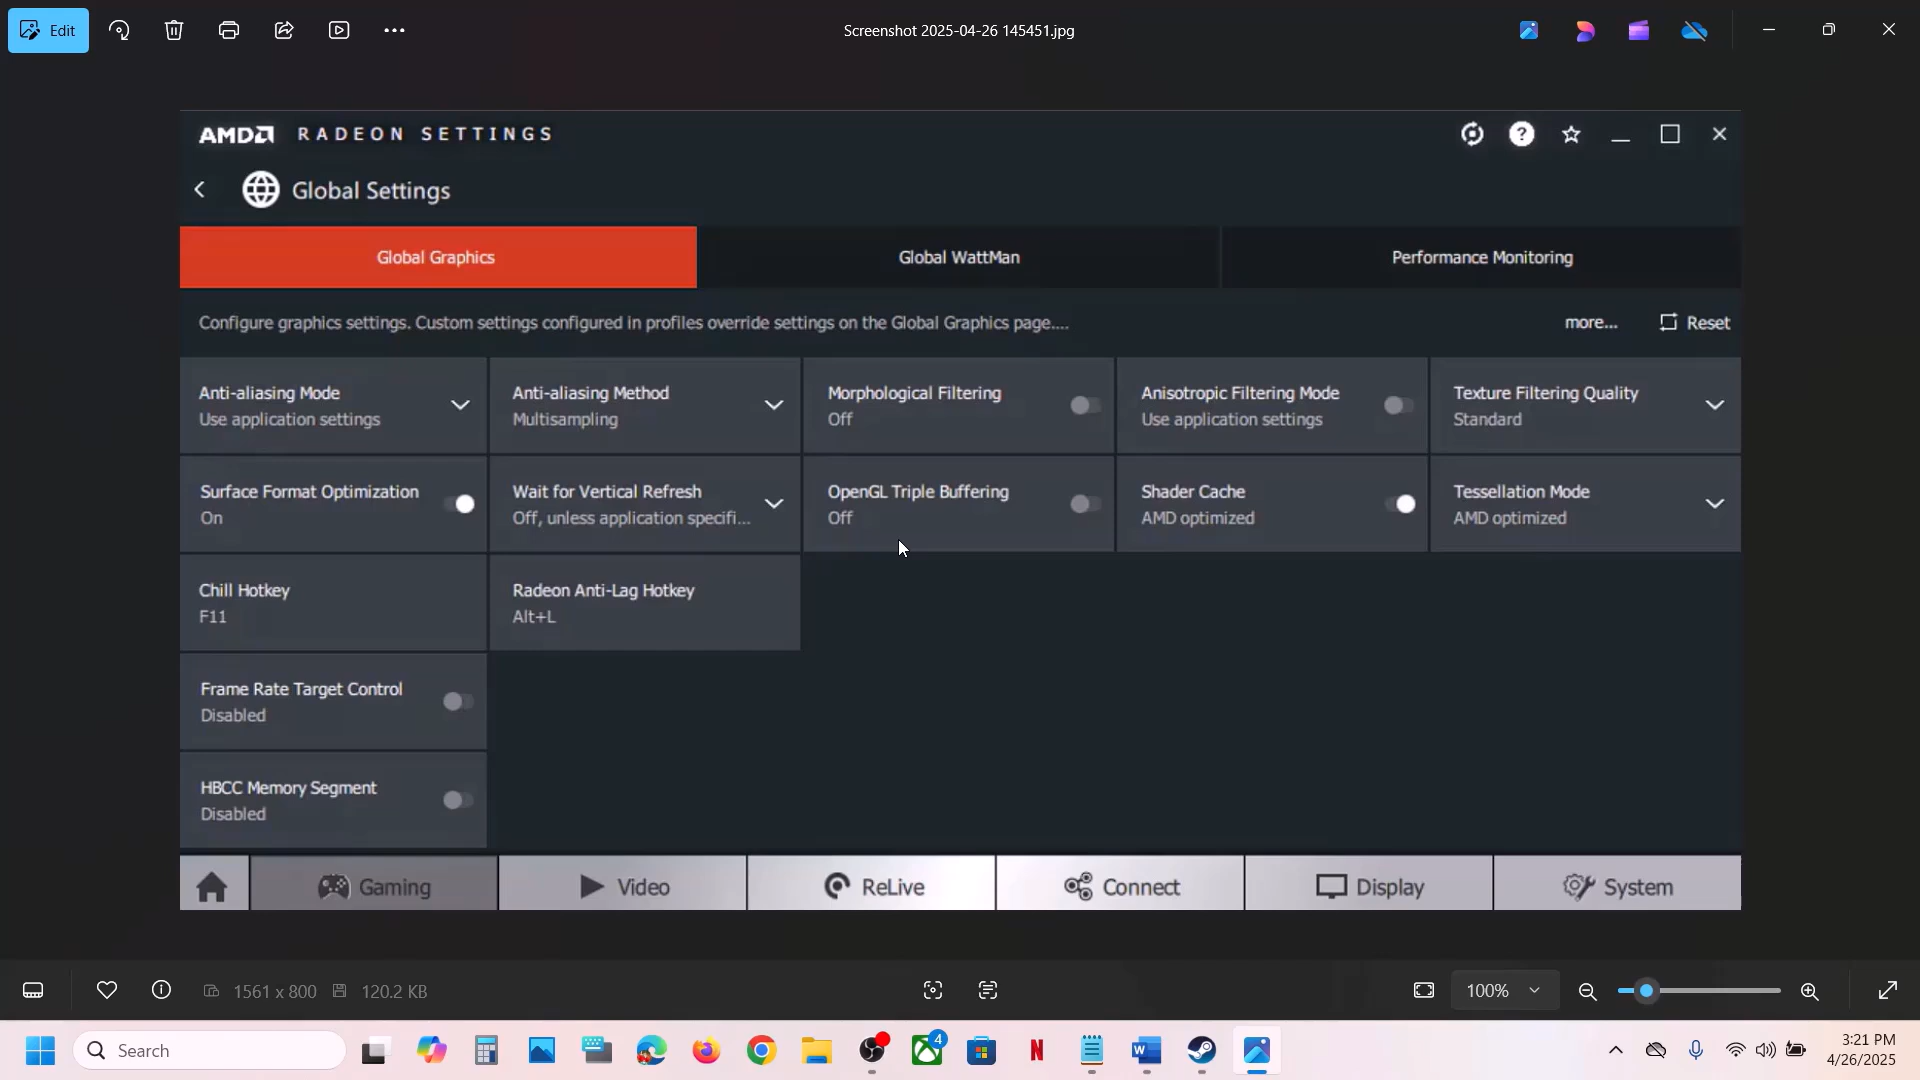 Edit
Screenshot 2025-04-26 145451.jpg
AMD RADEON SETTINGS
Global Settings
Global Graphics
Global WattMan
Performance Monitoring
Configure graphics settings. Custom settings configured in profiles override settings on the Global Graphics page....
more...
Reset
Anti-aliasing Mode
Use application settings
Anti-aliasing Method
Multisampling
Morphological Filtering
Off
Anisotropic Filtering Mode
Use application settings
Texture Filtering Quality
Standard
Surface Format Optimization
On
Wait for Vertical Refresh
Off, unless application specifi...
OpenGL Triple Buffering
Off
Shader Cache
AMD optimized
Tessellation Mode
AMD optimized
Chill Hotkey
F11
Radeon Anti-Lag Hotkey
Alt+L
Frame Rate Target Control
Disabled
HBCC Memory Segment
Disabled
Gaming
Video
ReLive
Connect
Display
System
1561 x 800
120.2 KB
100%
Search
4
3:21 PM
4/26/2025